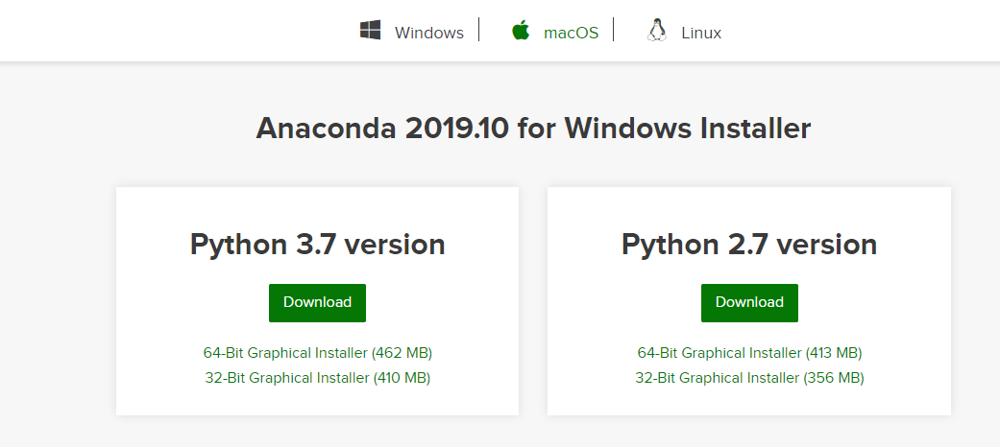 Windows macOS Linux
Anaconda 2019.10 for Windows Installer
Python 3.7 version
Download
64-Bit Graphical Installer (462 MB)
32-Bit Graphical Installer (410 MB)
Python 2.7 version
Download
64-Bit Graphical Installer (413 MB)
32-Bit Graphical Installer (356 MB)